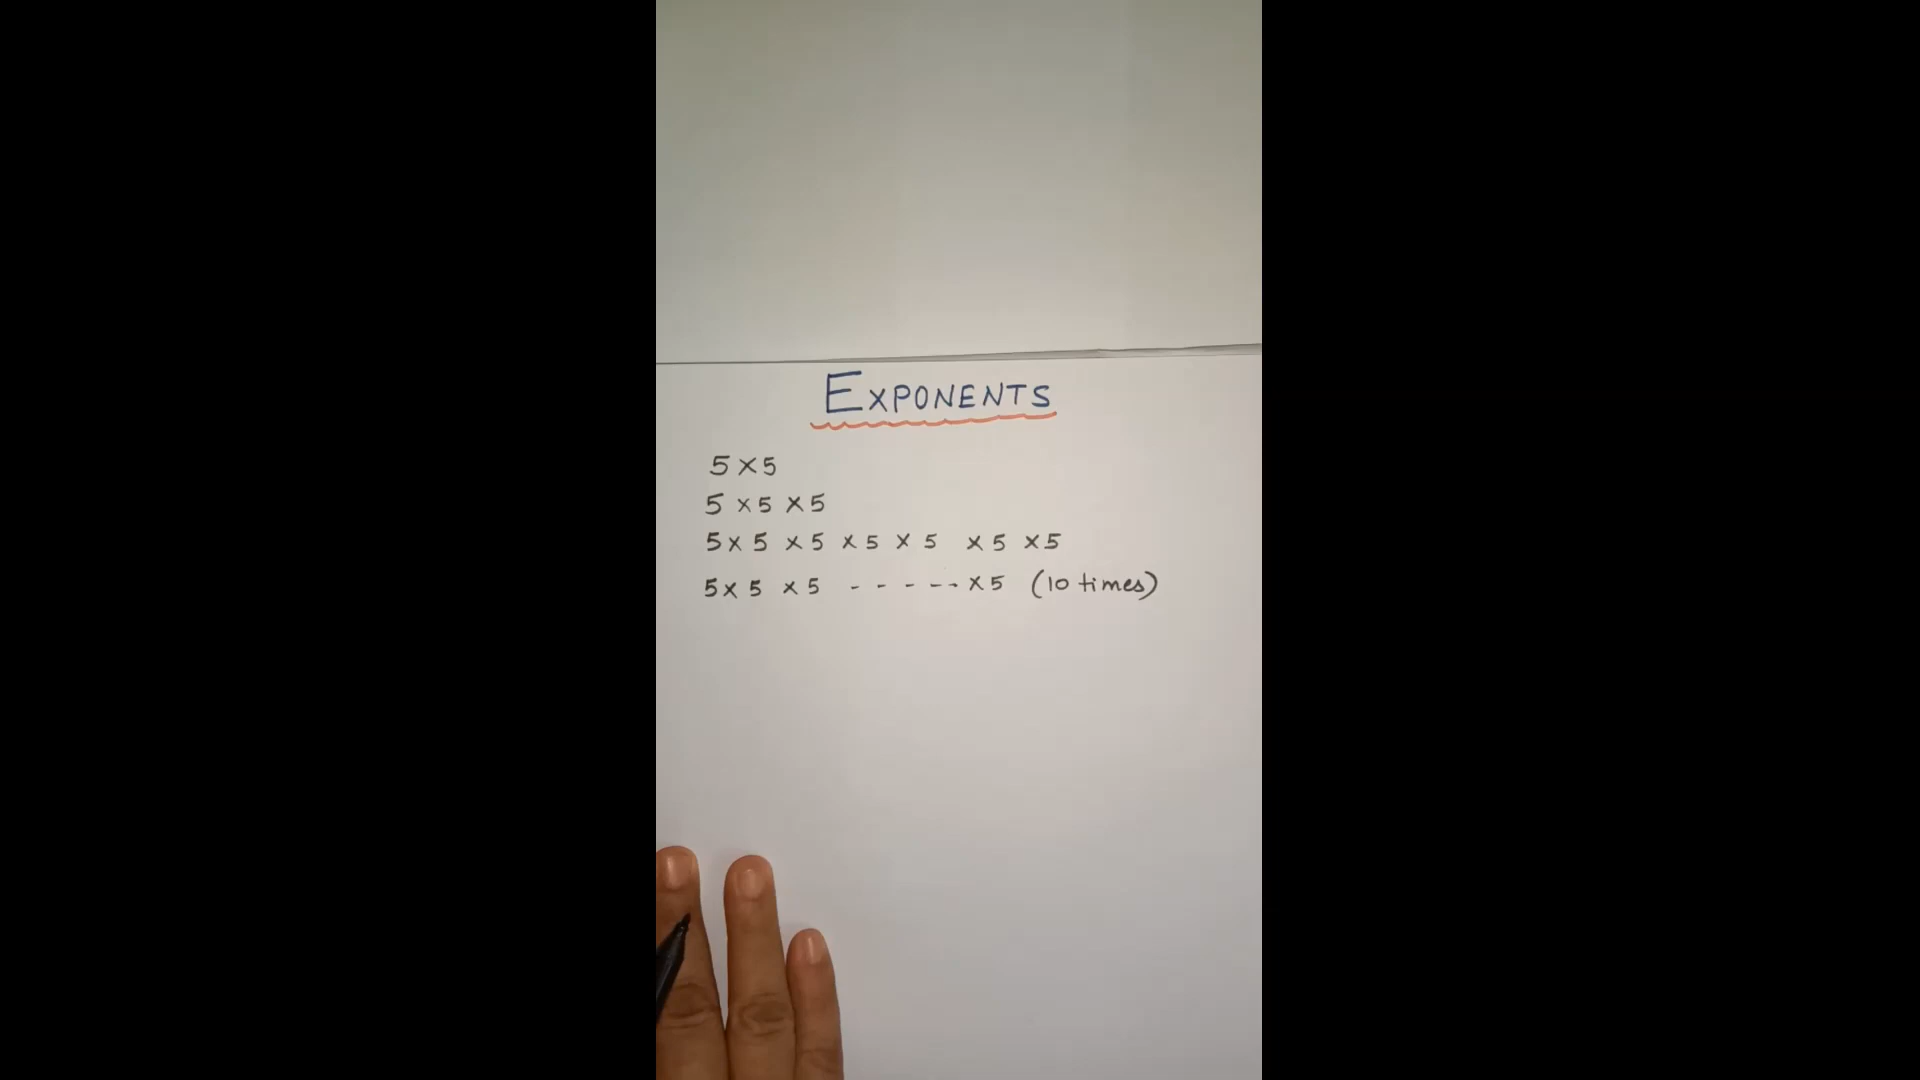 EXPONENTS
5 × 5
5 × 5 × 5
5 × 5 × 5 × 5 × 5 × 5 × 5
5 × 5 × 5 - - - - - × 5 (10 times)